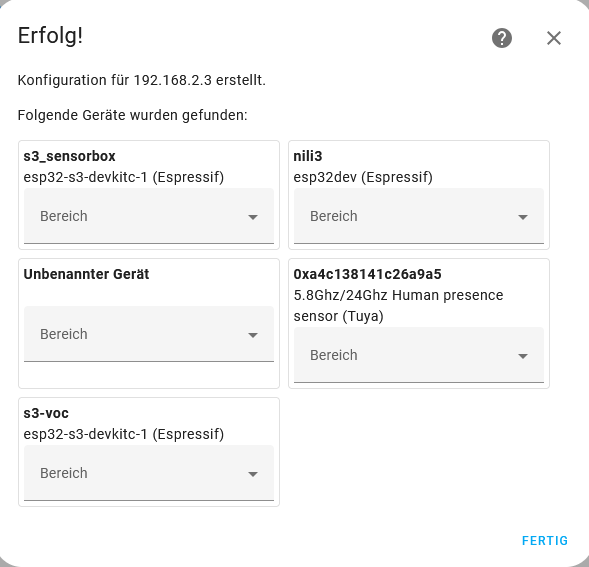 Erfolg!
Konfiguration für 192.168.2.3 erstellt.
Folgende Geräte wurden gefunden:
s3_sensorbox
esp32-s3-devkitc-1 (Espressif)
Bereich
nili3
esp32dev (Espressif)
Bereich
Unbenannter Gerät
Bereich
0xa4c138141c26a9a5
5.8Ghz/24Ghz Human presence
sensor (Tuya)
Bereich
s3-voc
esp32-s3-devkitc-1 (Espressif)
Bereich
FERTIG